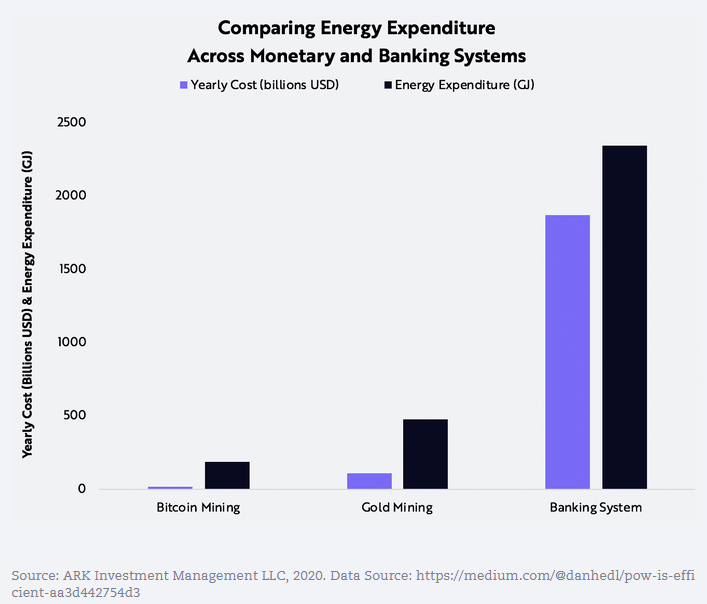 Comparing Energy Expenditure
Across Monetary and Banking Systems
Yearly Cost (billions USD) Energy Expenditure (GJ)
Yearly Cost (Billions USD) & Energy Expenditure (GJ)
2500
2000
1500
1000
500
0
Bitcoin Mining Gold Mining Banking System
Source: ARK Investment Management LLC, 2020. Data Source: https://medium.com/@danhedl/pow-is-effi
cient-aa3d442754d3